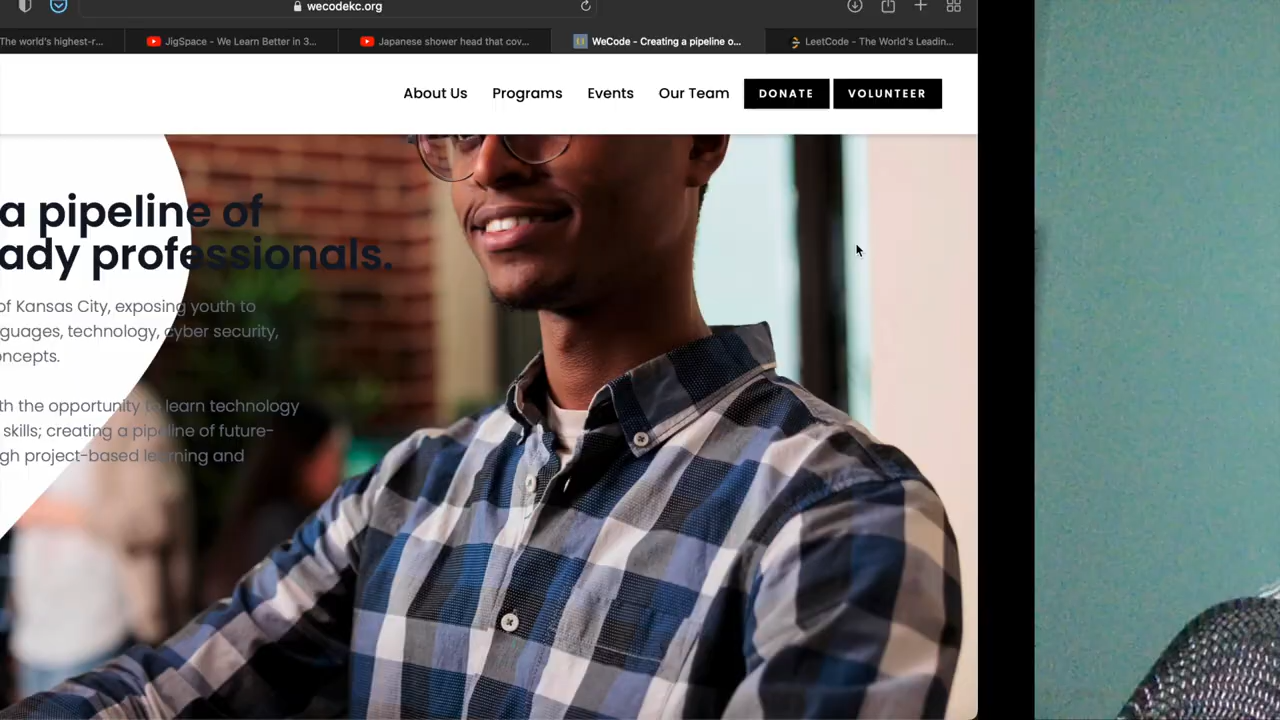 wecodekc.org
The world's highest-r...
JigSpace - We Learn Better in 3...
Japanese shower head that cov...
WeCode - Creating a pipeline o...
LeetCode - The World's Leadin...
About Us
Programs
Events
Our Team
DONATE
VOLUNTEER
a pipeline of
ady professionals.
of Kansas City, exposing youth to
guages, technology, cyber security,
oncepts.
th the opportunity to learn technology
skills; creating a pipeline of future-
gh project-based learning and